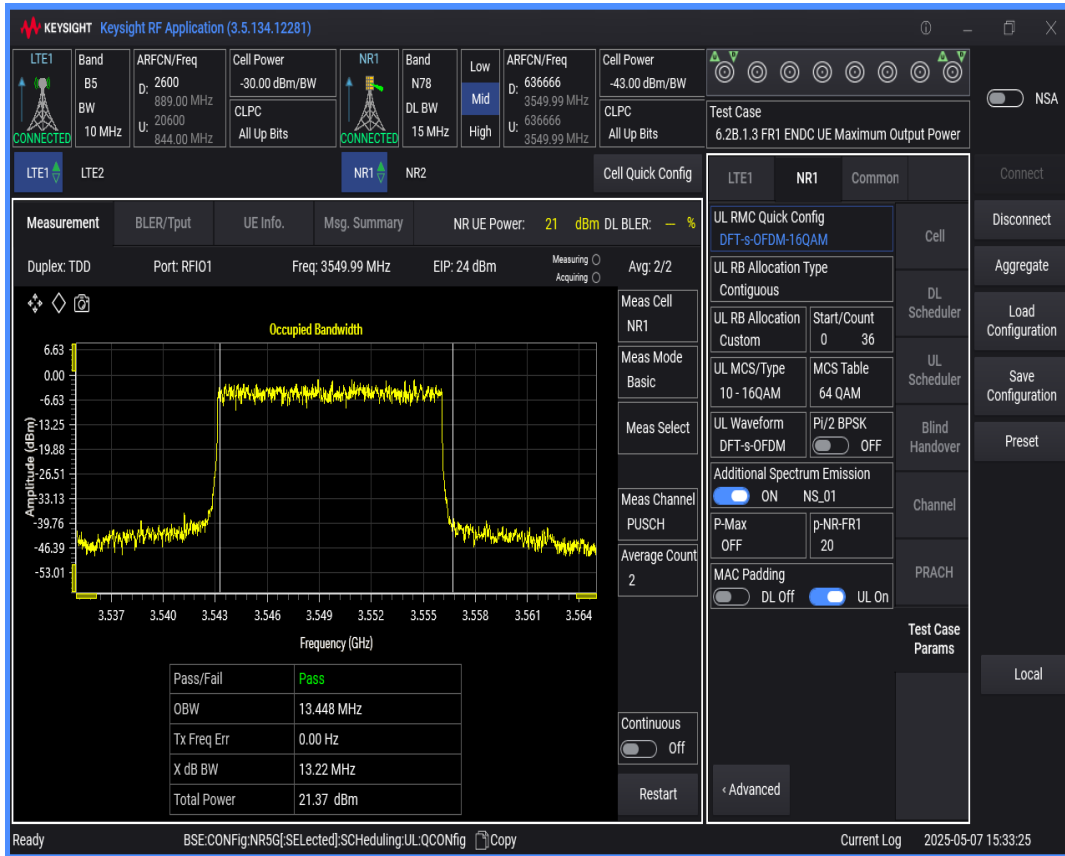 KEYSIGHT Keysight RF Application (3.5.134.12281)
LTE1 Band ARFCN/Freq Cell Power NR1 Band Low ARFCN/Freq Cell Power
B5 D: 2600 -30.00 dBm/BW N78 D: 636666 -43.00 dBm/BW
889.00 MHz 3549.99 MHz
BW CLPC DL BW Mid CLPC
CONNECTED 10 MHz U: 20600 All Up Bits CONNECTED 15 MHz High U: 636666 All Up Bits
844.00 MHz 3549.99 MHz
Test Case
6.2B.1.3 FR1 ENDC UE Maximum Output Power
NSA
LTE1 LTE2 NR1 NR2 Cell Quick Config
LTE1 NR1 Common
Connect
Measurement BLER/Tput UE Info. Msg. Summary NR UE Power: 21 dBm DL BLER: — %
Duplex: TDD Port: RFIO1 Freq: 3549.99 MHz EIP: 24 dBm Measuring Avg: 2/2
Acquiring
Occupied Bandwidth
Amplitude (dBm)
6.63
0.00
-6.63
-13.25
-19.88
-26.51
-33.13
-39.76
-46.39
-53.01
3.537 3.540 3.543 3.546 3.549 3.552 3.555 3.558 3.561 3.564
Frequency (GHz)
Pass/Fail Pass
OBW 13.448 MHz
Tx Freq Err 0.00 Hz
X dB BW 13.22 MHz
Total Power 21.37 dBm
Meas Cell
NR1
Meas Mode
Basic
Meas Select
Meas Channel
PUSCH
Average Count
2
Continuous
Off
Restart
UL RMC Quick Config
DFT-s-OFDM-16QAM
UL RB Allocation Type
Contiguous
UL RB Allocation Start/Count
Custom 0 36
UL MCS/Type MCS Table
10 - 16QAM 64 QAM
UL Waveform Pi/2 BPSK
DFT-s-OFDM OFF
Additional Spectrum Emission
ON NS_01
P-Max p-NR-FR1
OFF 20
MAC Padding
DL Off UL On
‹ Advanced
Cell
DL
Scheduler
UL
Scheduler
Blind
Handover
Channel
PRACH
Test Case
Params
Disconnect
Aggregate
Load
Configuration
Save
Configuration
Preset
Local
Ready BSE:CONFig:NR5G[:SELected]:SCHeduling:UL:QCONfig Copy Current Log 2025-05-07 15:33:25